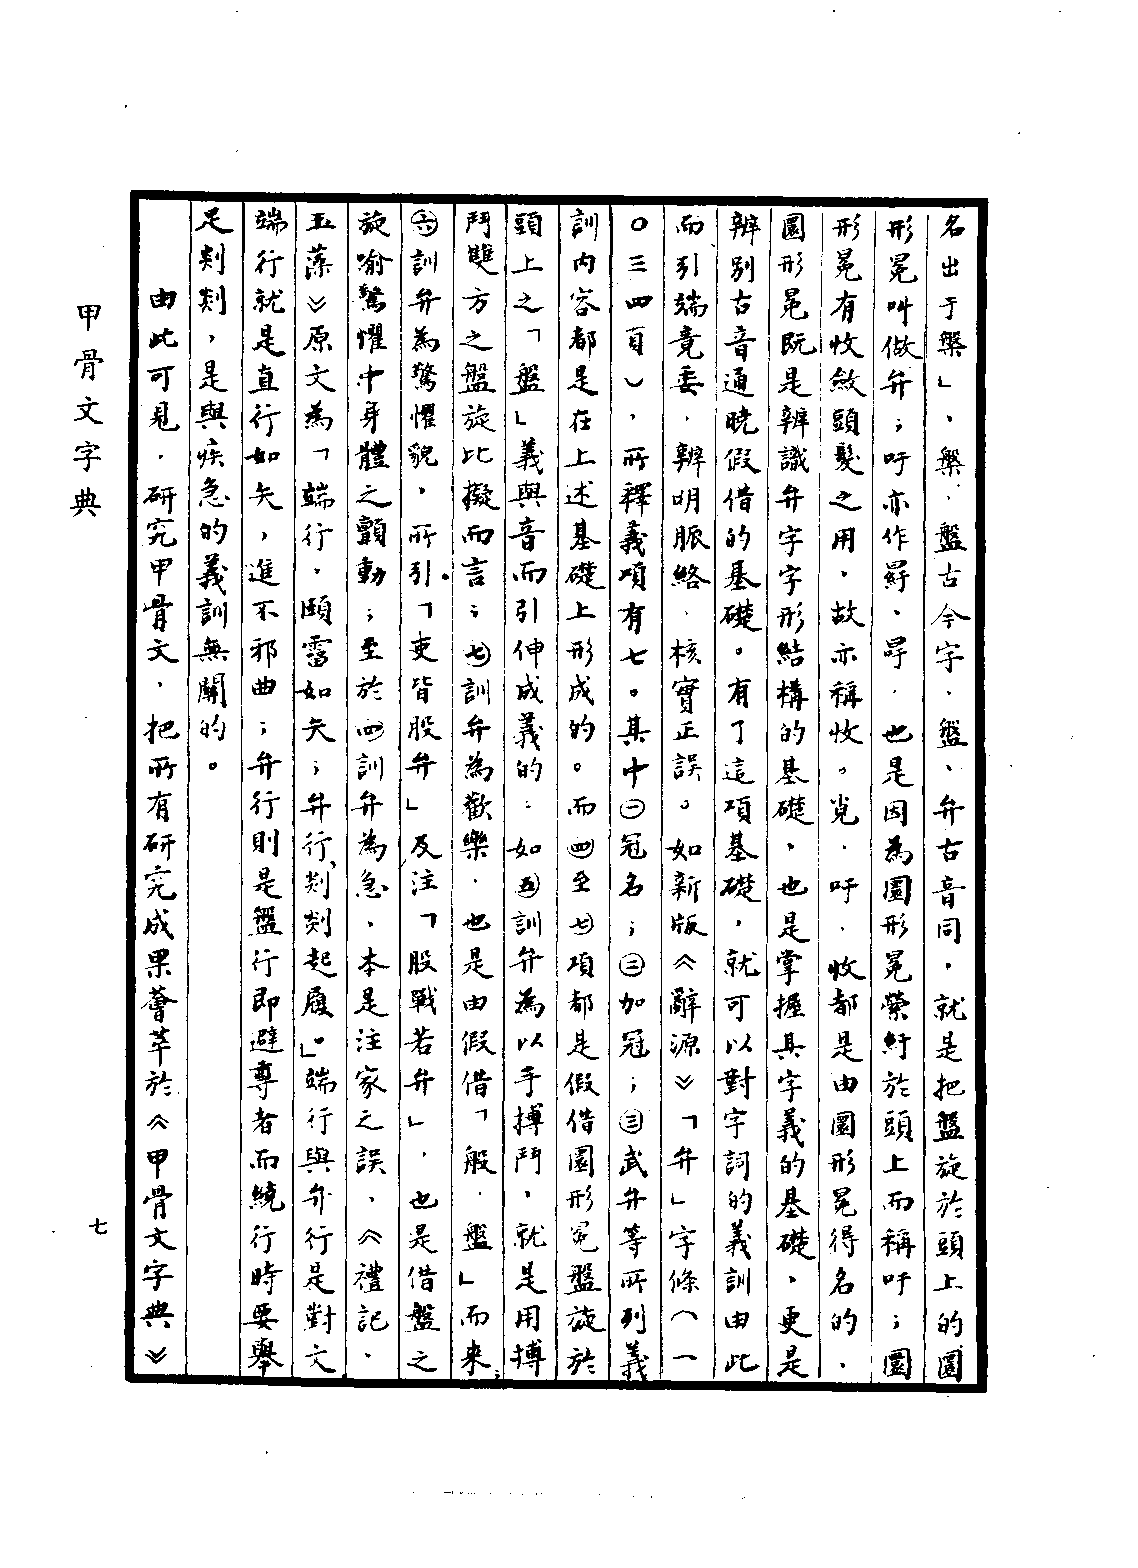 名出于槃」，槃、盤古今字，盤、弁古音同，就是把盤旋於頭上的圜
形冕叫做弁；吁亦作冔、㝵，也是因為圜形冕縈紆於頭上而稱吁；圜
形冕有收斂頭髮之用，故亦稱收。覍、吁、收都是由圜形冕得名的，
圜形冕既是辨識弁字字形結構的基礎，也是掌握其字義的基礎，更是
辨別古音通曉假借的基礎。有了這項基礎，就可以對字詞的義訓由此
而引端竟委，辨明脈絡，核實正誤。如新版《辭源》「弁」字條（一
〇三四頁），所釋義項有七。其中㊀冠名；㊁加冠；㊂武弁等所列義
訓內容都是在上述基礎上形成的。而㊃至㊆項都是假借圜形冕盤旋於
頭上之「盤」義與音而引伸成義的：如㊄訓弁為以手搏鬥，就是用搏
鬥雙方之盤旋比擬而言；㊆訓弁為歡樂，也是由假借「般、盤」而來；
㊅訓弁為驚懼貌，所引「吏皆股弁」及注「股戰若弁」，也是借盤之
旋喻驚懼中身體之顫動；至於㊃訓弁為急，本是注家之誤，《禮記·
玉藻》原文為「端行，頤霤如矢；弁行，剡剡起屨。」端行與弁行是對文
端行就是直行如矢，進不邪曲；弁行則是盤行即避尊者而繞行時要舉
足剡剡，是與疾急的義訓無關的。
由此可見，研究甲骨文，把所有研究成果薈萃於《甲骨文字典》
甲骨文字典
七